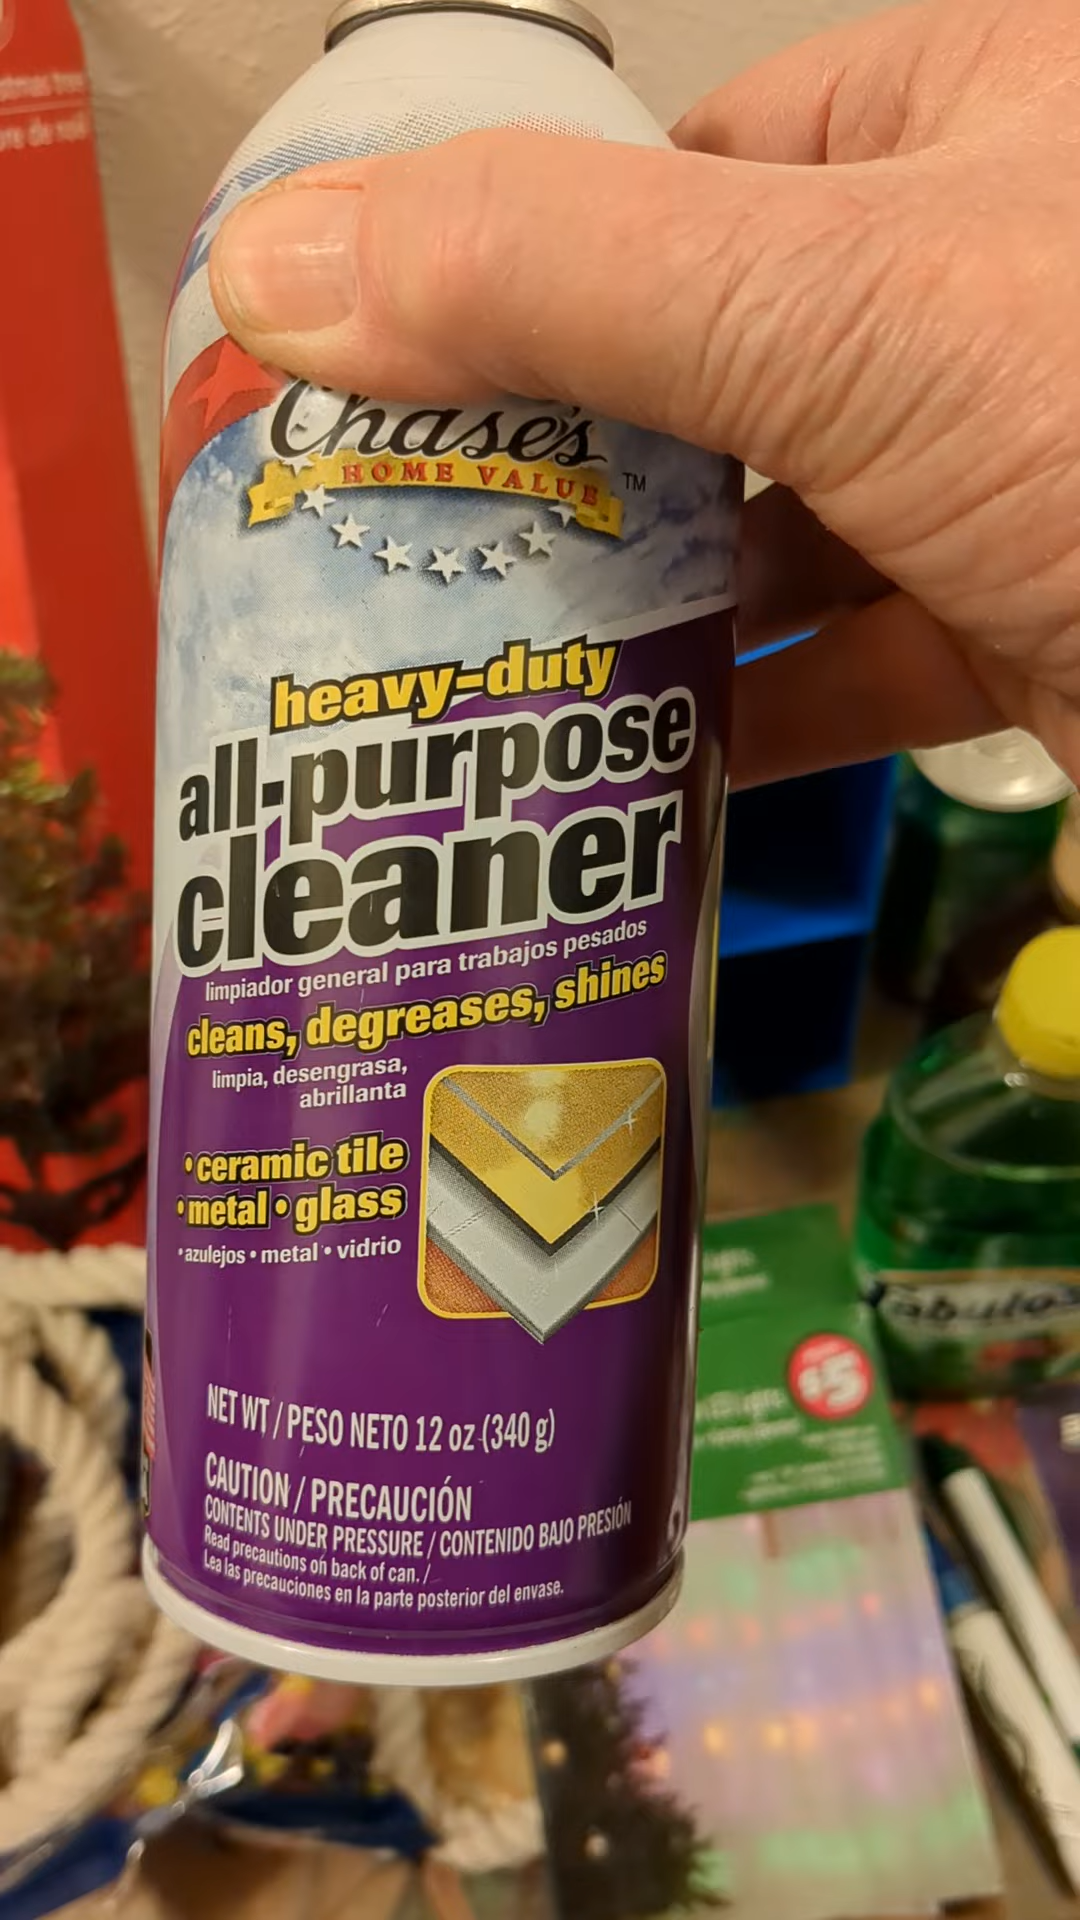 Chase's
HOME VALUE
TM
heavy-duty
all-purpose
cleaner
limpiador general para trabajos pesados
cleans, degreases, shines
limpia, desengrasa,
abrillanta
• ceramic tile
• metal • glass
• azulejos • metal • vidrio
NET WT / PESO NETO 12 oz (340 g)
CAUTION / PRECAUCIÓN
CONTENTS UNDER PRESSURE / CONTENIDO BAJO PRESIÓN
Read precautions on back of can. /
Lea las precauciones en la parte posterior del envase.
$5